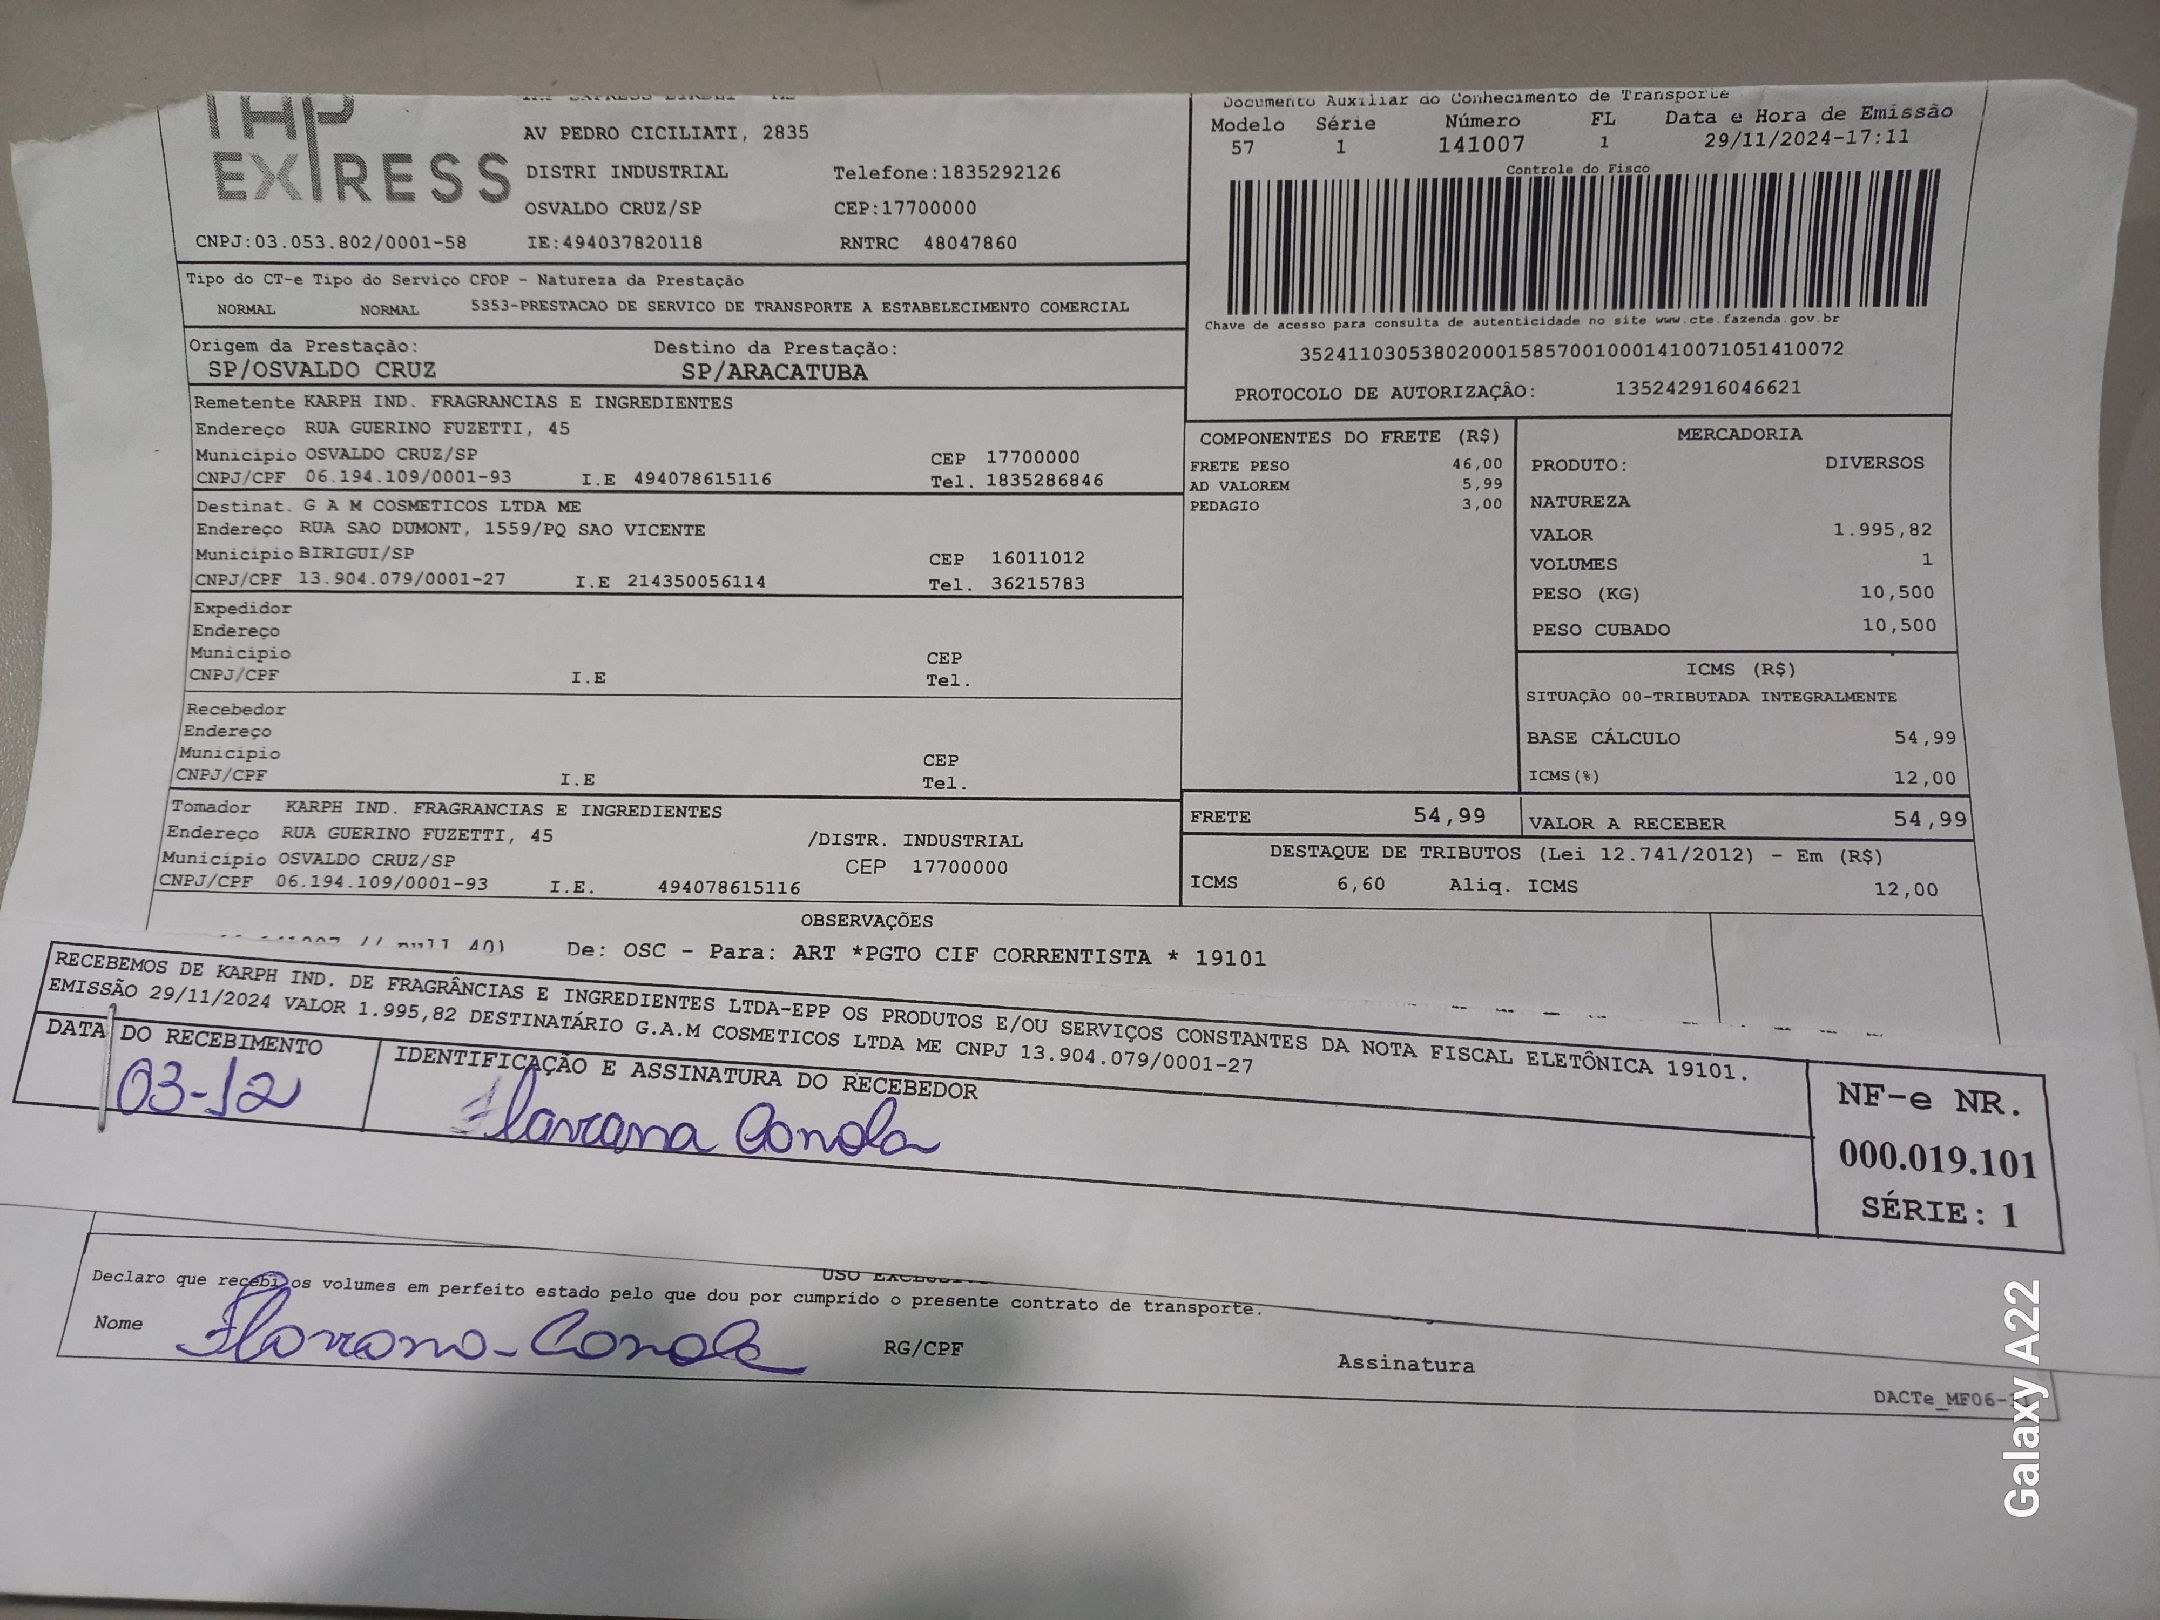 THP
EXPRESS
AV PEDRO CICILIATI, 2835
DISTRI INDUSTRIAL Telefone:1835292126
OSVALDO CRUZ/SP CEP:17700000
CNPJ:03.053.802/0001-58 IE:494037820118 RNTRC 48047860
Documento Auxiliar do Conhecimento de Transporte
Modelo Série Número FL Data e Hora de Emissão
57 1 141007 1 29/11/2024-17:11
Controle do Fisco
Chave de acesso para consulta de autenticidade no site www.cte.fazenda.gov.br
35241103053802000158570010001410071051410072
PROTOCOLO DE AUTORIZAÇÂO: 135242916046621
Tipo do CT-e Tipo do Serviço CFOP - Natureza da Prestação
NORMAL NORMAL 5353-PRESTACAO DE SERVICO DE TRANSPORTE A ESTABELECIMENTO COMERCIAL
Origem da Prestação: Destino da Prestação:
SP/OSVALDO CRUZ SP/ARACATUBA
Remetente KARPH IND. FRAGRANCIAS E INGREDIENTES
Endereço RUA GUERINO FUZETTI, 45
Municipio OSVALDO CRUZ/SP CEP 17700000
CNPJ/CPF 06.194.109/0001-93 I.E 494078615116 Tel. 1835286846
Destinat. G A M COSMETICOS LTDA ME
Endereço RUA SAO DUMONT, 1559/PQ SAO VICENTE
Municipio BIRIGUI/SP CEP 16011012
CNPJ/CPF 13.904.079/0001-27 I.E 214350056114 Tel. 36215783
Expedidor
Endereço
Municipio CEP
CNPJ/CPF I.E Tel.
Recebedor
Endereço
Municipio CEP
CNPJ/CPF I.E Tel.
Tomador KARPH IND. FRAGRANCIAS E INGREDIENTES
Endereço RUA GUERINO FUZETTI, 45 /DISTR. INDUSTRIAL
Municipio OSVALDO CRUZ/SP CEP 17700000
CNPJ/CPF 06.194.109/0001-93 I.E. 494078615116
COMPONENTES DO FRETE (R$)
FRETE PESO 46,00
AD VALOREM 5,99
PEDAGIO 3,00
MERCADORIA
PRODUTO: DIVERSOS
NATUREZA
VALOR 1.995,82
VOLUMES 1
PESO (KG) 10,500
PESO CUBADO 10,500
ICMS (R$)
SITUAÇÃO 00-TRIBUTADA INTEGRALMENTE
BASE CÁLCULO 54,99
ICMS(%) 12,00
FRETE 54,99 VALOR A RECEBER 54,99
DESTAQUE DE TRIBUTOS (Lei 12.741/2012) - Em (R$)
ICMS 6,60 Aliq. ICMS 12,00
OBSERVAÇÕES
De: OSC - Para: ART *PGTO CIF CORRENTISTA * 19101
RECEBEMOS DE KARPH IND. DE FRAGRÂNCIAS E INGREDIENTES LTDA-EPP OS PRODUTOS E/OU SERVIÇOS CONSTANTES DA NOTA FISCAL ELETÔNICA 19101.
EMISSÃO 29/11/2024 VALOR 1.995,82 DESTINATÁRIO G.A.M COSMETICOS LTDA ME CNPJ 13.904.079/0001-27
DATA DO RECEBIMENTO IDENTIFICAÇÃO E ASSINATURA DO RECEBEDOR
03-12
NF-e NR.
000.019.101
SÉRIE: 1
Declaro que recebi os volumes em perfeito estado pelo que dou por cumprido o presente contrato de transporte.
Nome RG/CPF Assinatura
Galaxy A22